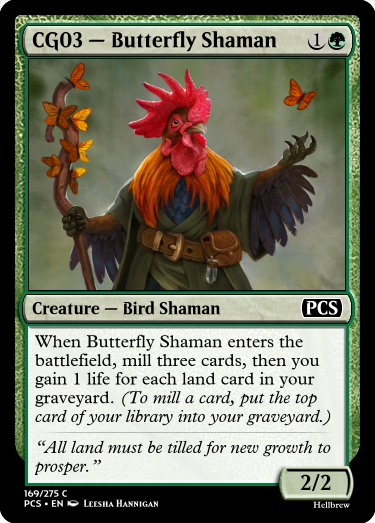 CG03 — Butterfly Shaman 1
Creature — Bird Shaman PCS
When Butterfly Shaman enters the
battlefield, mill three cards, then you
gain 1 life for each land card in your
graveyard. (To mill a card, put the top
card of your library into your graveyard.)
“All land must be tilled for new growth to
prosper.”
2/2
169/275 C
PCS • EN Leesha Hannigan
Hellbrew